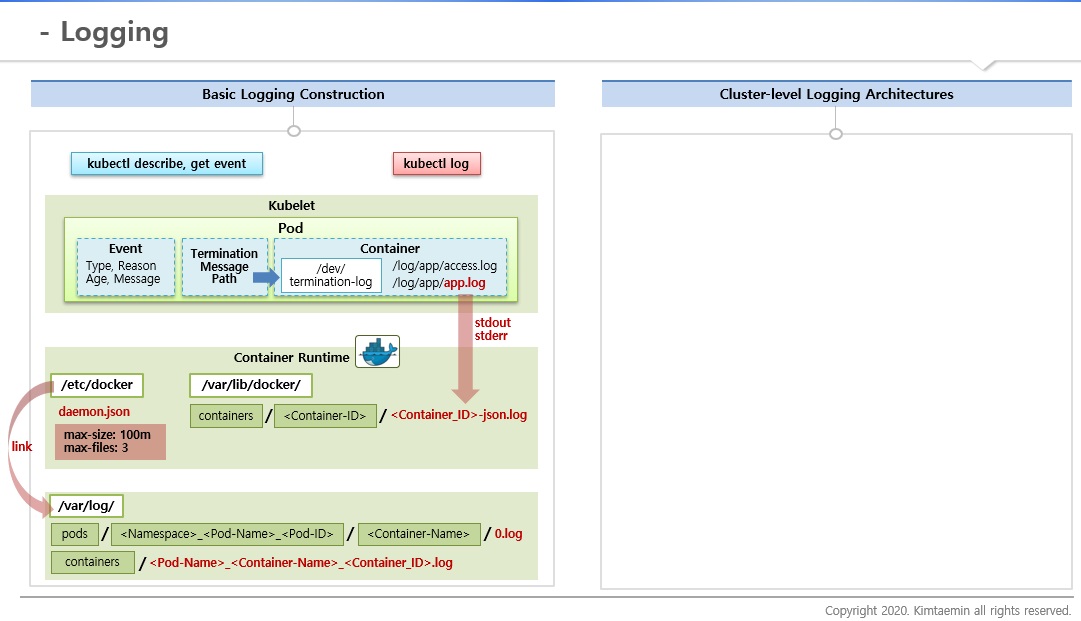 - Logging
Basic Logging Construction
kubectl describe, get event
kubectl log
Kubelet
Pod
Event
Type, Reason
Age, Message
Termination
Message
Path
Container
/dev/
termination-log
/log/app/access.log
/log/app/app.log
stdout
stderr
Container Runtime
/etc/docker
daemon.json
max-size: 100m
max-files: 3
/var/lib/docker/
containers / <Container-ID> / <Container_ID>-json.log
link
/var/log/
pods / <Namespace>_<Pod-Name>_<Pod-ID> / <Container-Name> / 0.log
containers / <Pod-Name>_<Container-Name>_<Container_ID>.log
Cluster-level Logging Architectures
Copyright 2020. Kimtaemin all rights reserved.